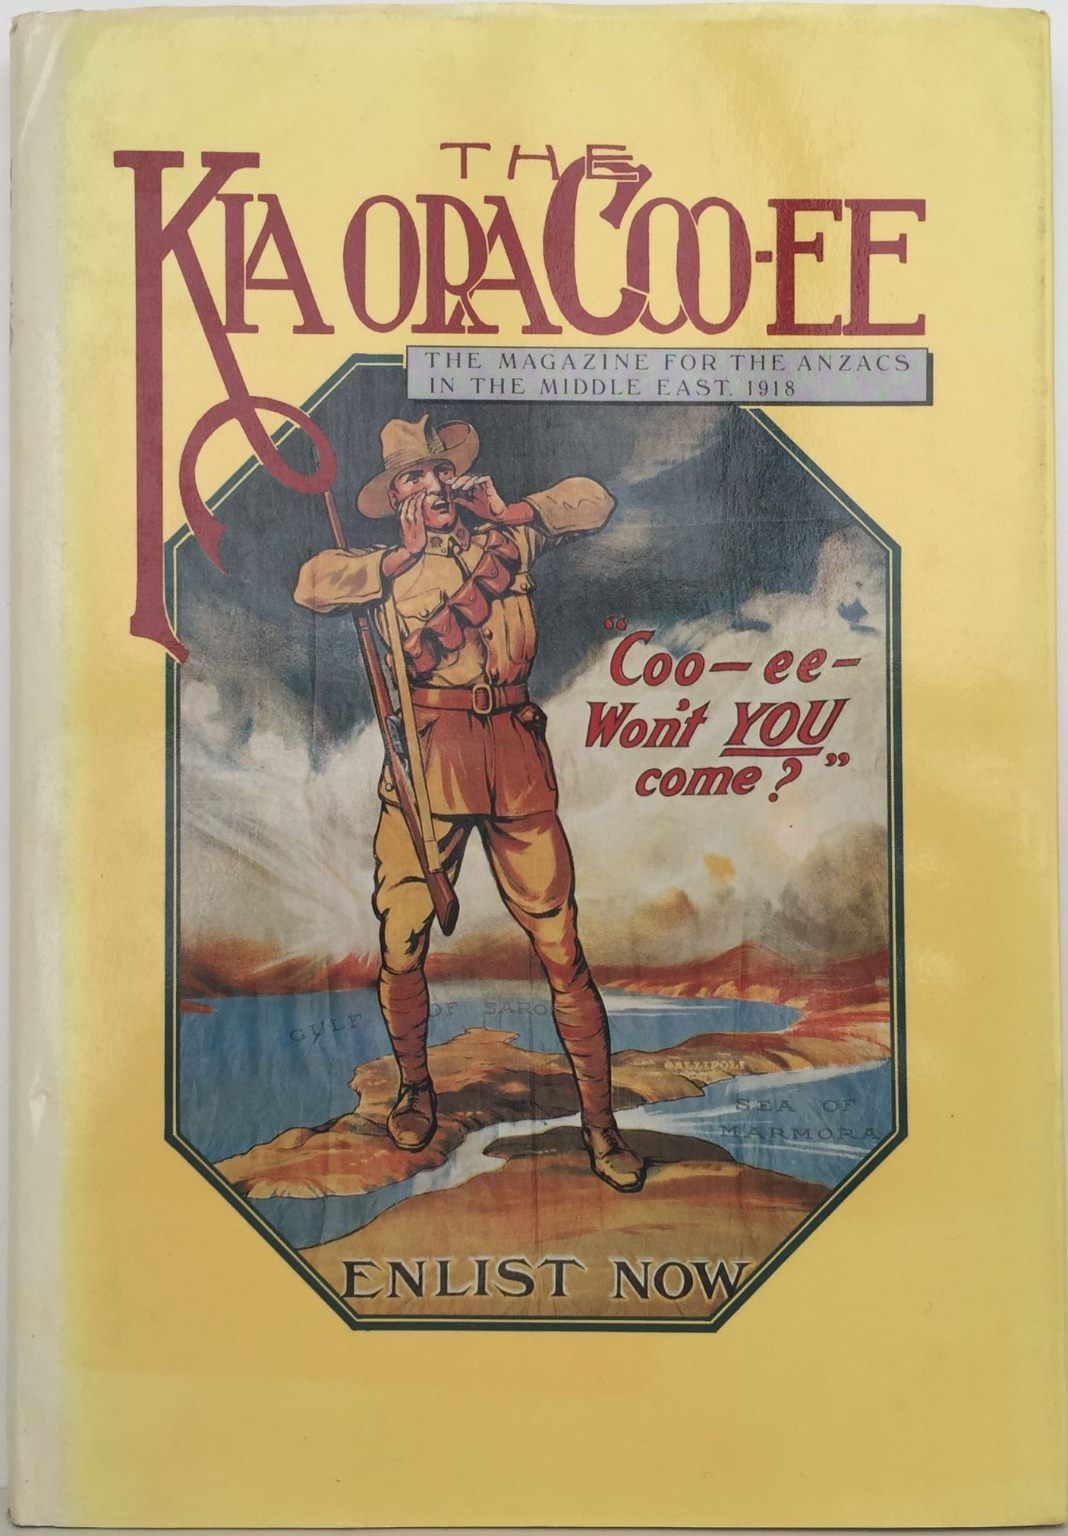 THE
KIA ORA COO-EE
THE MAGAZINE FOR THE ANZACS
IN THE MIDDLE EAST. 1918
"Coo—ee—
Won't YOU
come?"
GULF OF SARO
GALLIPOLI
SEA OF
MARMORA
ENLIST NOW